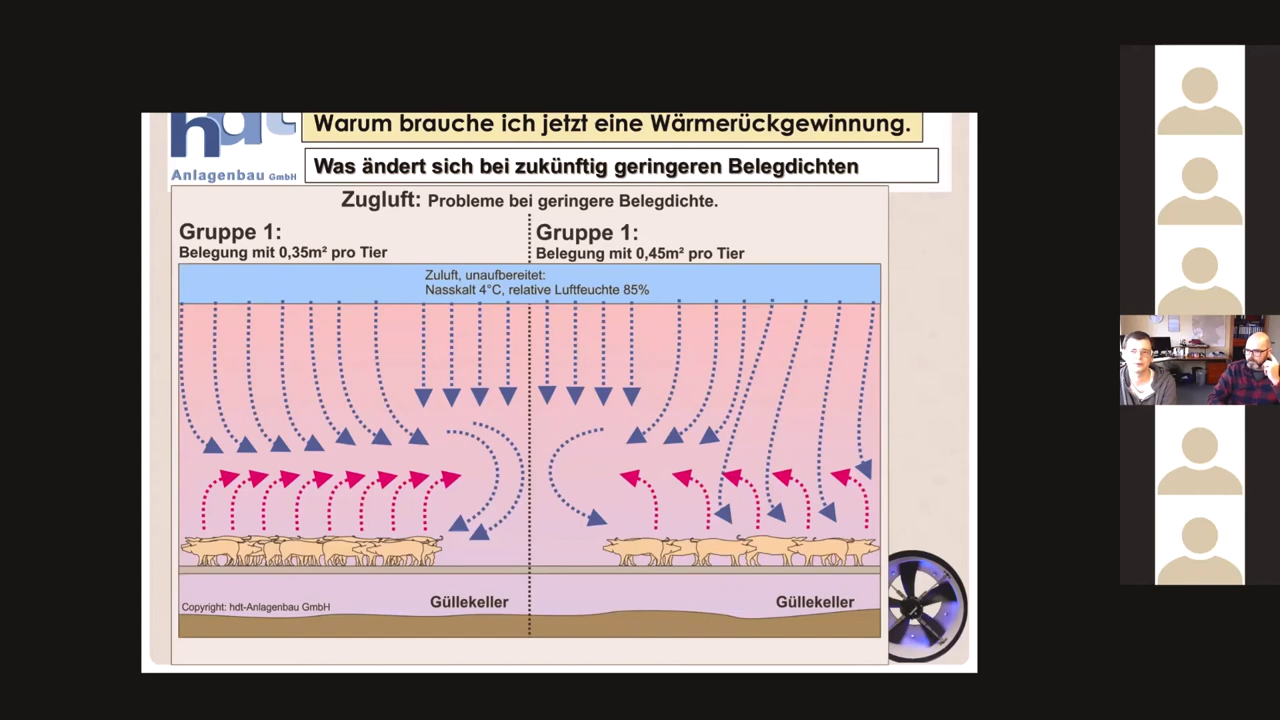 hdt
Anlagenbau GmbH
Warum brauche ich jetzt eine Wärmerückgewinnung.
Was ändert sich bei zukünftig geringeren Belegdichten
Zugluft: Probleme bei geringere Belegdichte.
Gruppe 1:
Belegung mit 0,35m² pro Tier
Gruppe 1:
Belegung mit 0,45m² pro Tier
Zuluft, unaufbereitet:
Nasskalt 4°C, relative Luftfeuchte 85%
Copyright: hdt-Anlagenbau GmbH
Güllekeller
Güllekeller